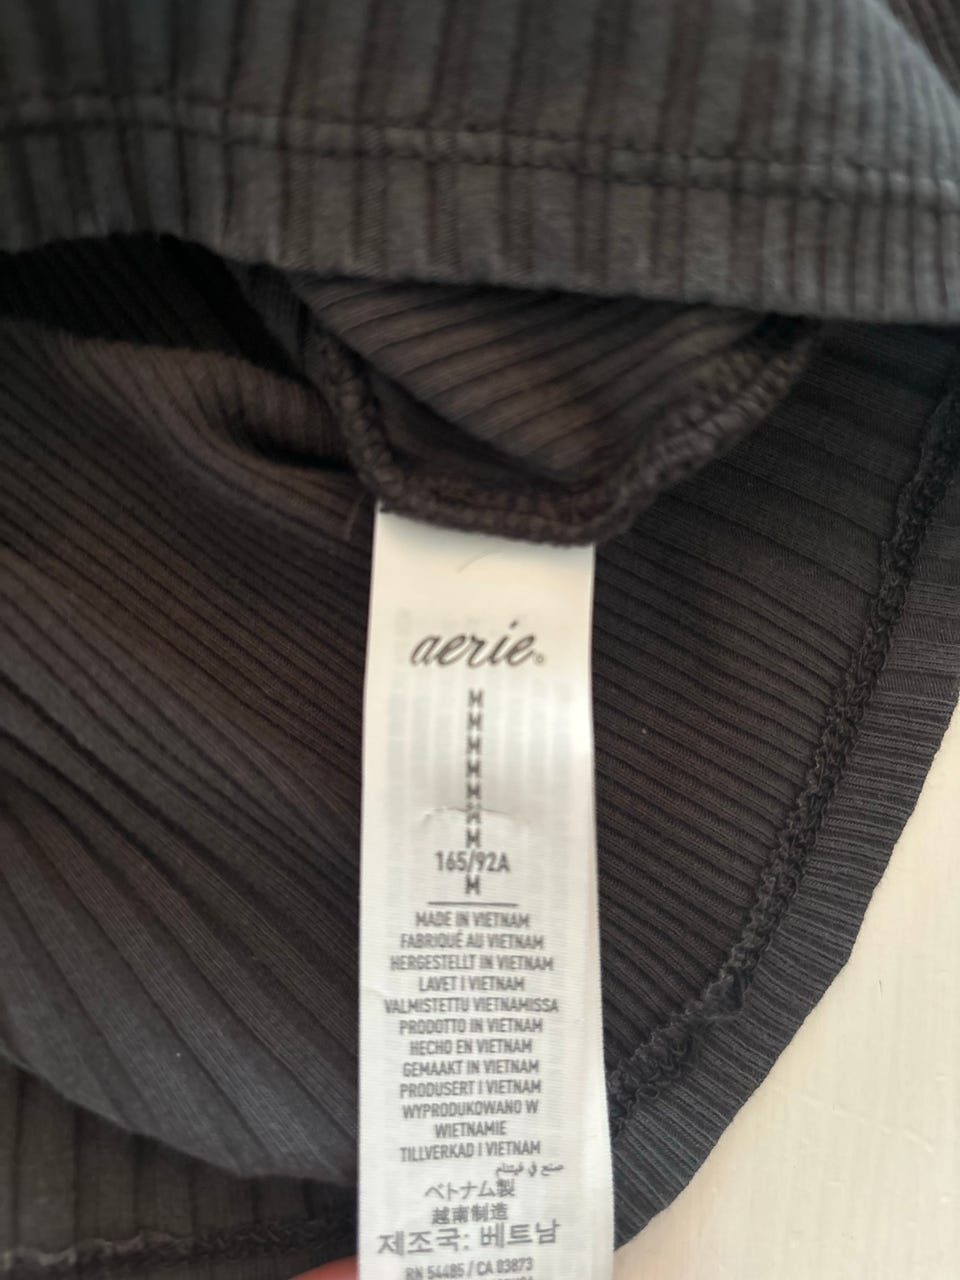 aerie®
M
M
M
M
M
M
M
165/92A
M
MADE IN VIETNAM
FABRIQUÉ AU VIETNAM
HERGESTELLT IN VIETNAM
LAVET I VIETNAM
VALMISTETTU VIETNAMISSA
PRODOTTO IN VIETNAM
HECHO EN VIETNAM
GEMAAKT IN VIETNAM
PRODUSERT I VIETNAM
WYPRODUKOWANO W
WIETNAMIE
TILLVERKAD I VIETNAM
صنع في فيتنام
ベトナム製
越南制造
제조국: 베트남
RN 54485 / CA 03873